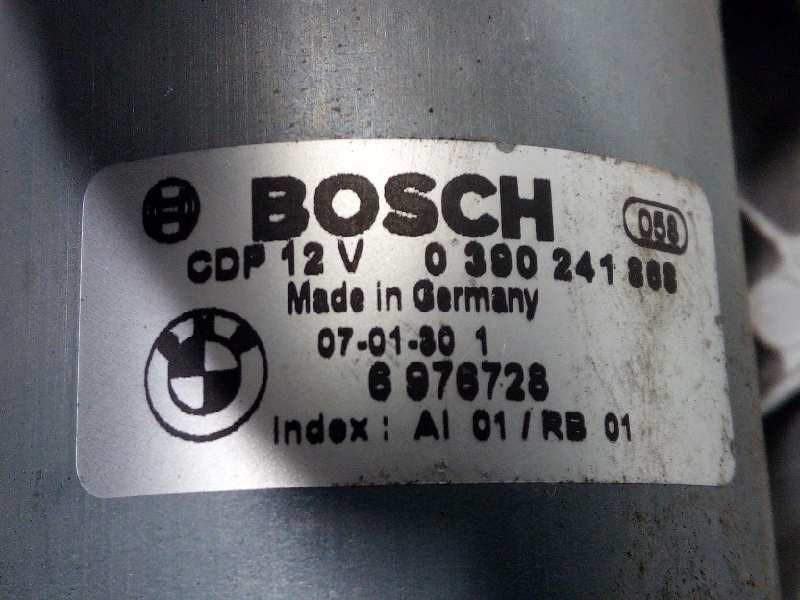 BOSCH
058
CDP 12 V 0 390 241 868
Made in Germany
07-01-30 1
6 976728
index : AI 01 / RB 01